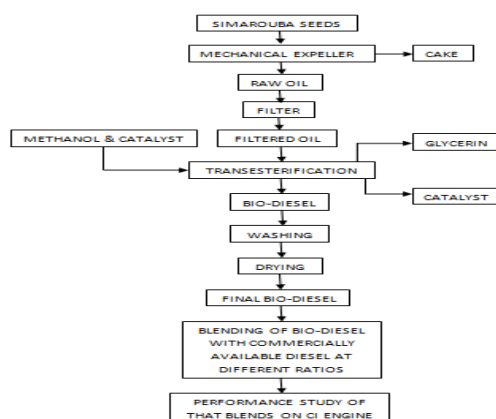 SIMAROUBA SEEDS
MECHANICAL EXPELLER
CAKE
RAW OIL
FILTER
METHANOL & CATALYST
FILTERED OIL
GLYCERIN
TRANSESTERIFICATION
CATALYST
BIO-DIESEL
WASHING
DRYING
FINAL BIO-DIESEL
BLENDING OF BIO-DIESEL
WITH COMMERCIALLY
AVAILABLE DIESEL AT
DIFFERENT RATIOS
PERFORMANCE STUDY OF
THAT BLENDS ON CI ENGINE